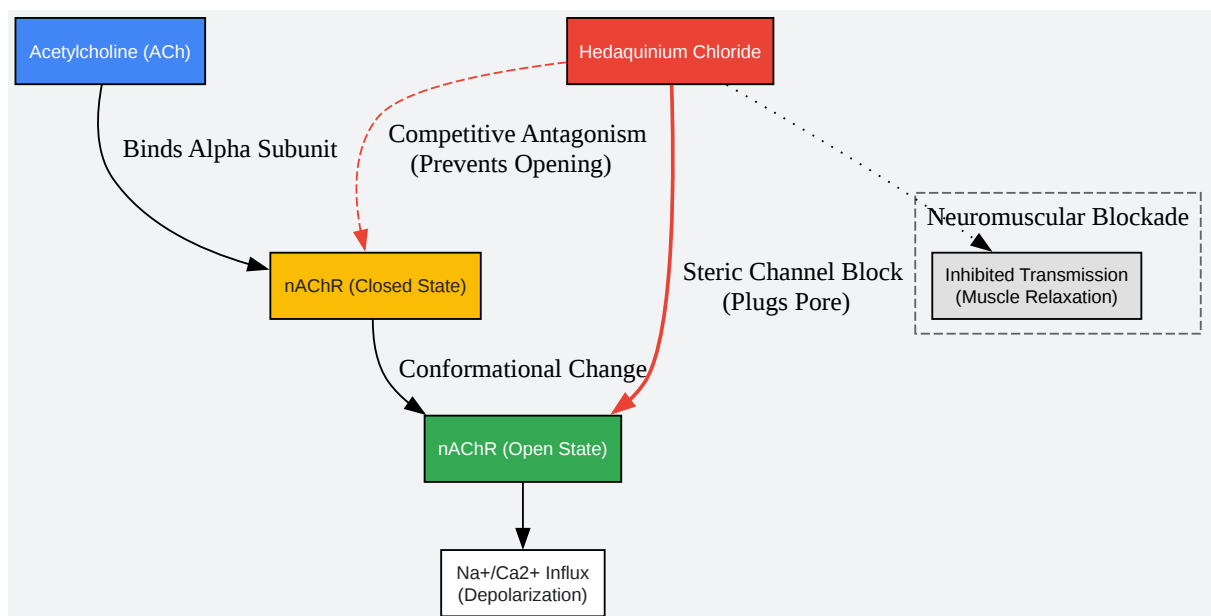 Acetylcholine (ACh)
Hedaquinium Chloride
Binds Alpha Subunit
Competitive Antagonism
(Prevents Opening)
Neuromuscular Blockade
nAChR (Closed State)
Steric Channel Block
(Plugs Pore)
Inhibited Transmission
(Muscle Relaxation)
Conformational Change
nAChR (Open State)
Na+/Ca2+ Influx
(Depolarization)